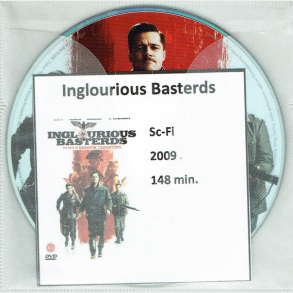 Inglourious Basterds
INGLOURIOUS
BASTERDS
Sc-Fi
2009
148 min.
DVD